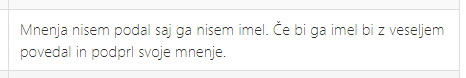 Mnenja nisem podal saj ga nisem imel. Če bi ga imel bi z veseljem
povedal in podprl svoje mnenje.